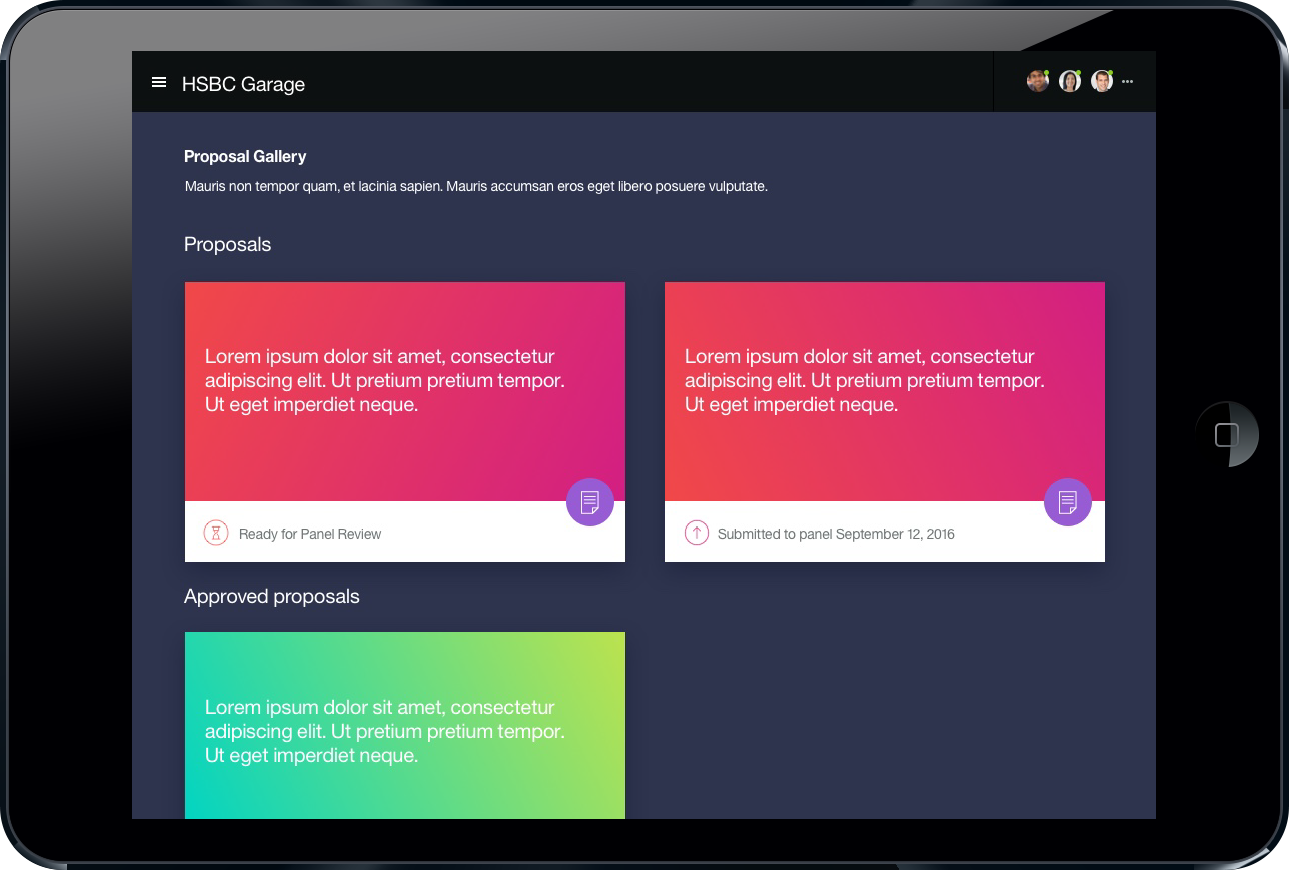 HSBC Garage
Proposal Gallery
Mauris non tempor quam, et lacinia sapien. Mauris accumsan eros eget libero posuere vulputate.
Proposals
Lorem ipsum dolor sit amet, consectetur
adipiscing elit. Ut pretium pretium tempor.
Ut eget imperdiet neque.
Ready for Panel Review
Lorem ipsum dolor sit amet, consectetur
adipiscing elit. Ut pretium pretium tempor.
Ut eget imperdiet neque.
Submitted to panel September 12, 2016
Approved proposals
Lorem ipsum dolor sit amet, consectetur
adipiscing elit. Ut pretium pretium tempor.
Ut eget imperdiet neque.